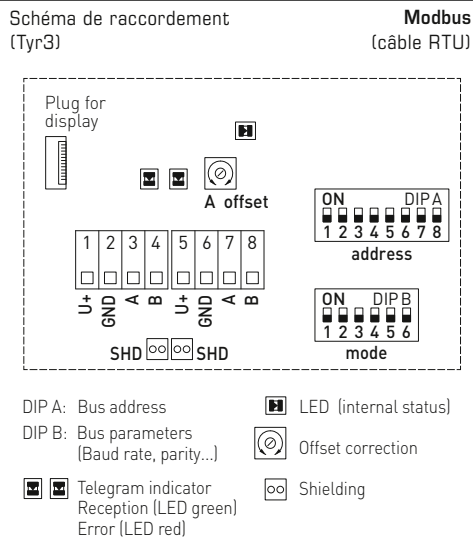 Schéma de raccordement
(Tyr3)
Modbus
(câble RTU)
Plug for
display
A offset
ON DIP A
1 2 3 4 5 6 7 8
address
1 2 3 4 5 6 7 8
U+ GND A B U+ GND A B
ON DIP B
1 2 3 4 5 6
mode
SHD SHD
DIP A: Bus address
DIP B: Bus parameters
(Baud rate, parity...)
Telegram indicator
Reception (LED green)
Error (LED red)
LED (internal status)
Offset correction
Shielding